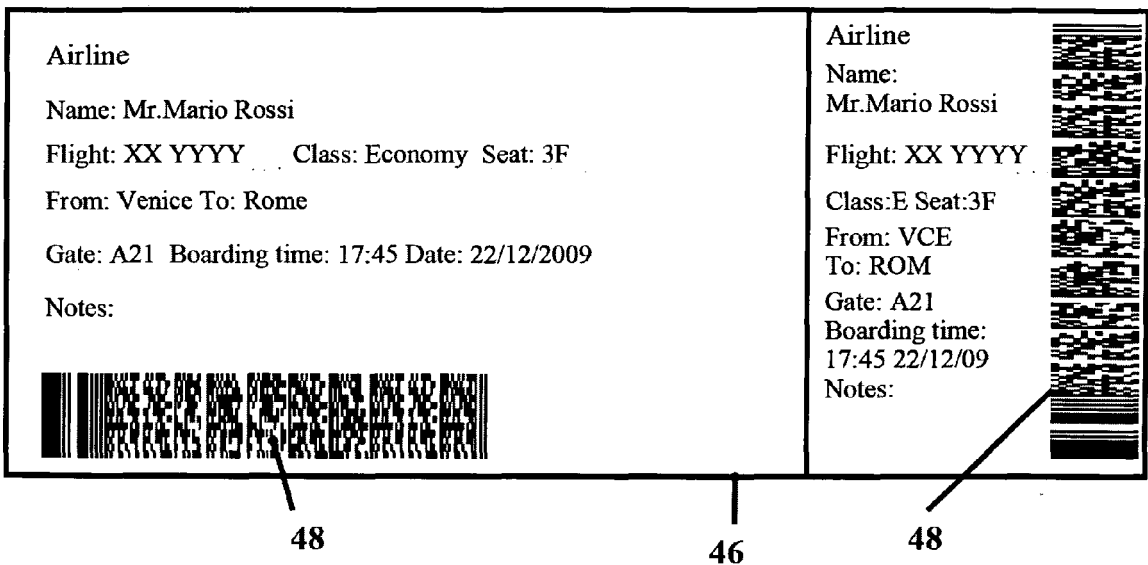 Airline
Name: Mr.Mario Rossi
Flight: XX YYYY Class: Economy Seat: 3F
From: Venice To: Rome
Gate: A21 Boarding time: 17:45 Date: 22/12/2009
Notes:
Airline
Name:
Mr.Mario Rossi
Flight: XX YYYY
Class:E Seat:3F
From: VCE
To: ROM
Gate: A21
Boarding time:
17:45 22/12/09
Notes:
48
46
48